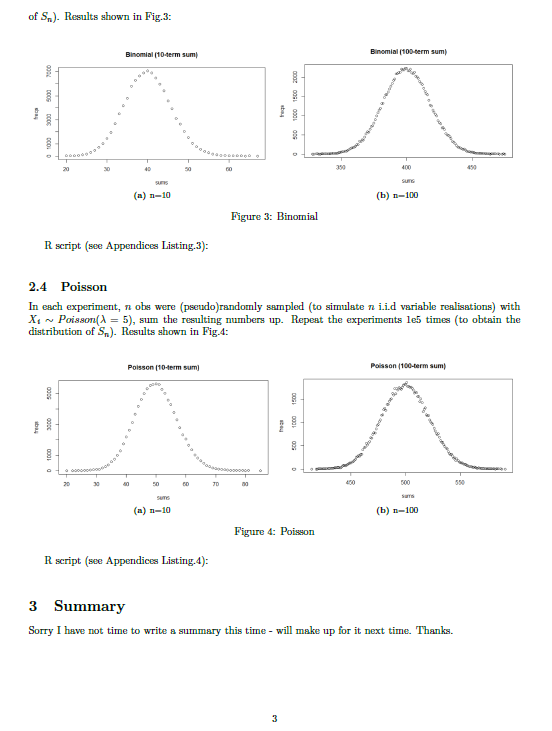 of Sₙ). Results shown in Fig.3:
Binomial (10-term sum)
freqs
7000
5000
3000
1000
0
20 30 40 50 60
sums
(a) n=10
Binomial (100-term sum)
freqs
2000
1500
1000
500
0
350 400 450
sums
(b) n=100
Figure 3: Binomial
R script (see Appendices Listing.3):
2.4 Poisson
In each experiment, n obs were (pseudo)randomly sampled (to simulate n i.i.d variable realisations) with
X₁ ~ Poisson(λ = 5), sum the resulting numbers up. Repeat the experiments 1e5 times (to obtain the
distribution of Sₙ). Results shown in Fig.4:
Poisson (10-term sum)
freqs
5000
3000
1000
0
20 30 40 50 60 70 80
sums
(a) n=10
Poisson (100-term sum)
freqs
1500
1000
500
0
450 500 550
sums
(b) n=100
Figure 4: Poisson
R script (see Appendices Listing.4):
3 Summary
Sorry I have not time to write a summary this time - will make up for it next time. Thanks.
3